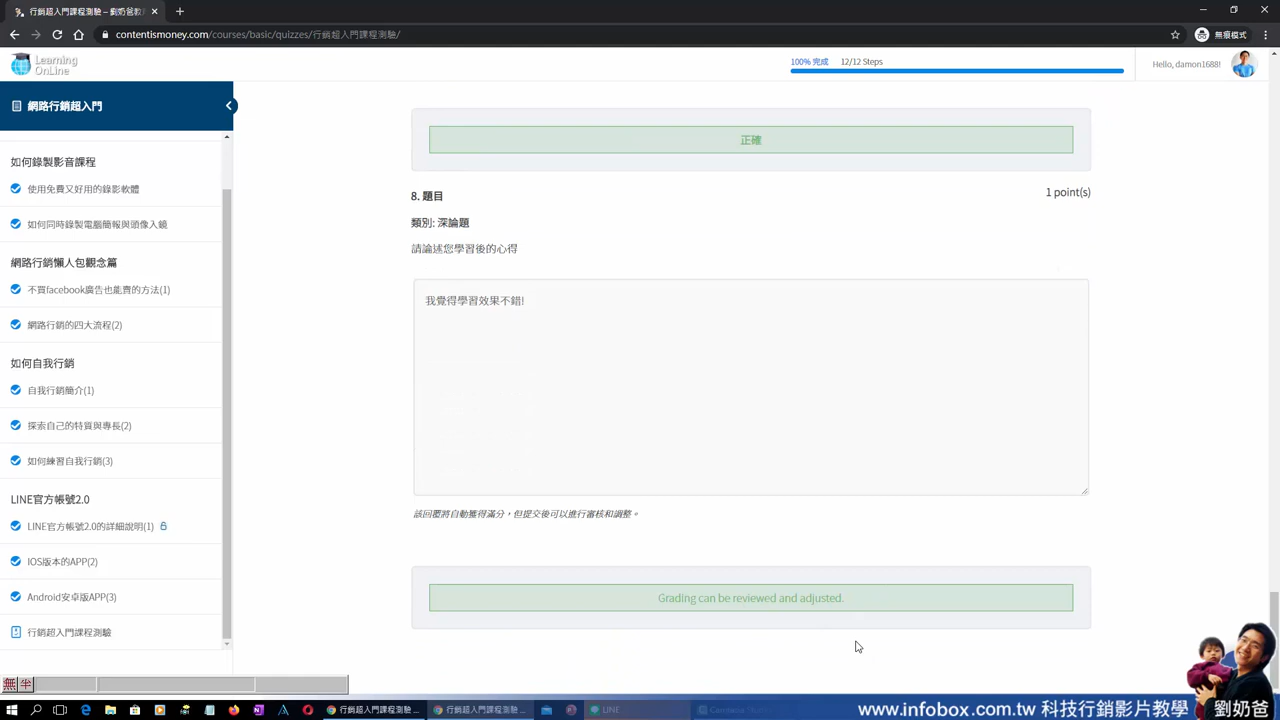 行銷超入門課程測驗 – 劉奶爸
contentismoney.com/courses/basic/quizzes/行銷超入門課程測驗/
無痕模式
Learning
OnLine
100% 完成
12/12 Steps
Hello, damon1688!
網路行銷超入門
如何錄製影音課程
使用免費又好用的錄影軟體
如何同時錄製電腦簡報與頭像入鏡
網路行銷懶人包觀念篇
不買facebook廣告也能賣的方法(1)
網路行銷的四大流程(2)
如何自我行銷
自我行銷簡介(1)
探索自己的特質與專長(2)
如何練習自我行銷(3)
LINE官方帳號2.0
LINE官方帳號2.0的詳細說明(1)
IOS版本的APP(2)
Android安卓版APP(3)
行銷超入門課程測驗
正確
8. 題目
1 point(s)
類別: 深論題
請論述您學習後的心得
我覺得學習效果不錯!
該回覆將自動獲得滿分，但提交後可以進行審核和調整。
Grading can be reviewed and adjusted.
無 半
行銷超入門課程測驗 ...
行銷超入門課程測驗 ...
LINE
www.infobox.com.tw 科技行銷影片教學
劉奶爸